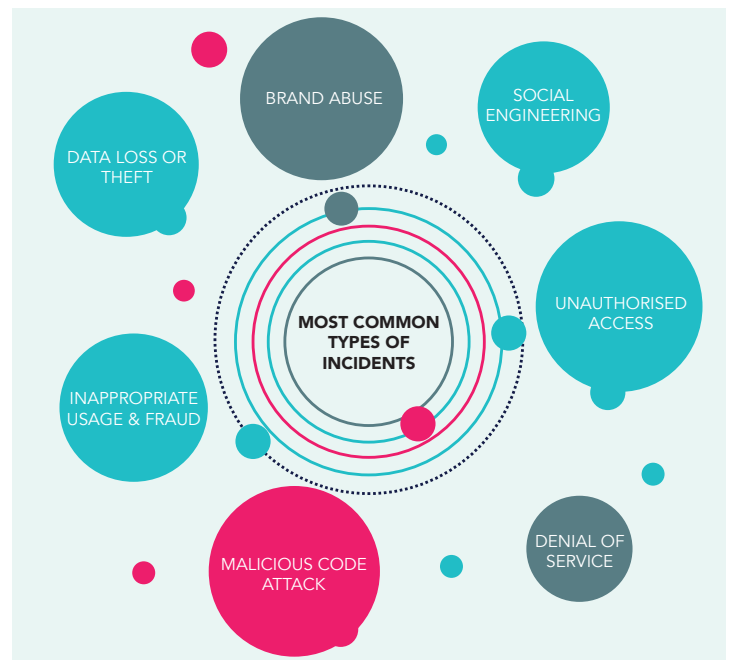 BRAND ABUSE
SOCIAL
ENGINEERING
DATA LOSS OR
THEFT
UNAUTHORISED
ACCESS
MOST COMMON
TYPES OF
INCIDENTS
INAPPROPRIATE
USAGE & FRAUD
DENIAL OF
SERVICE
MALICIOUS CODE
ATTACK